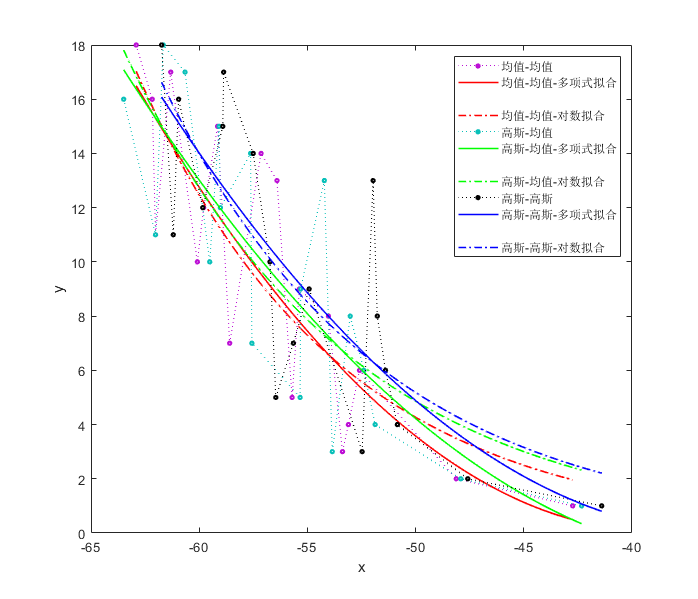 18
16
14
12
10
8
6
4
2
0
y
-65 -60 -55 -50 -45 -40
x
均值-均值
均值-均值-多项式拟合
均值-均值-对数拟合
高斯-均值
高斯-均值-多项式拟合
高斯-均值-对数拟合
高斯-高斯
高斯-高斯-多项式拟合
高斯-高斯-对数拟合